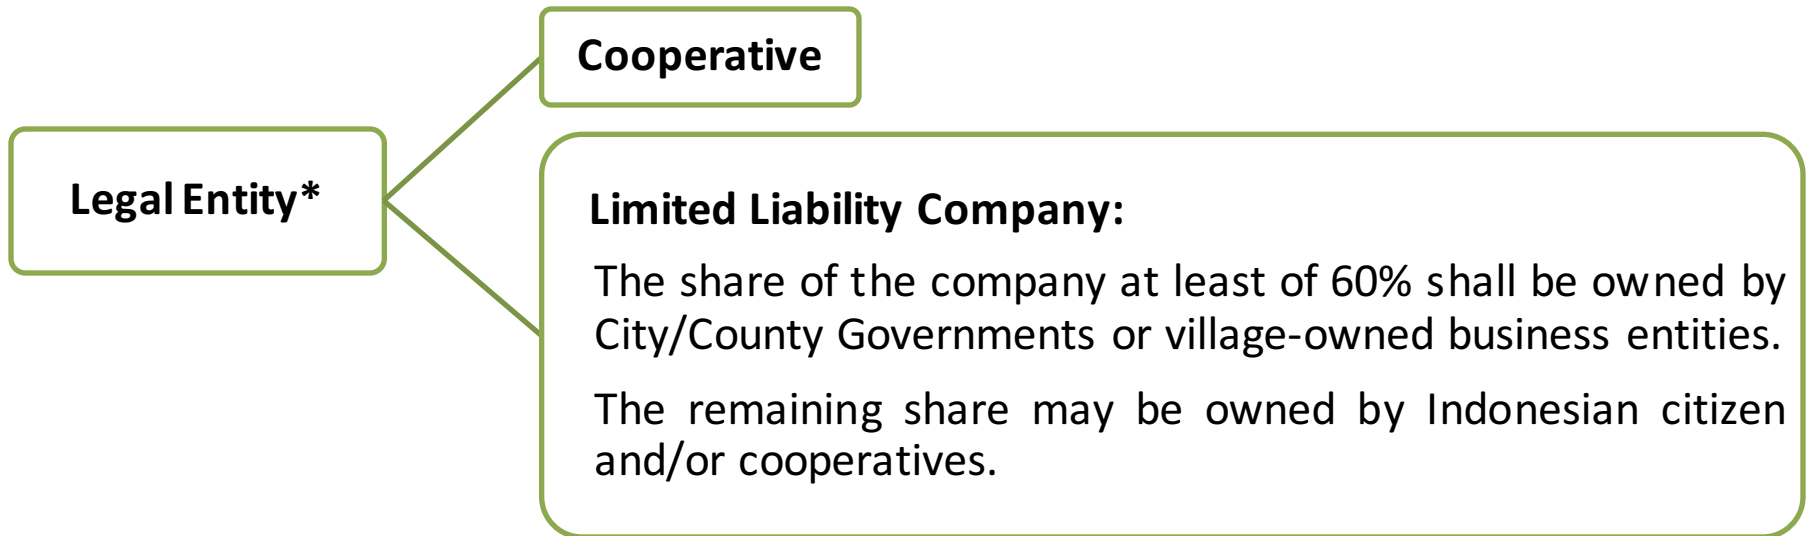 Cooperative
Legal Entity*
Limited Liability Company:
The share of the company at least of 60% shall be owned by
City/County Governments or village-owned business entities.
The remaining share may be owned by Indonesian citizen
and/or cooperatives.